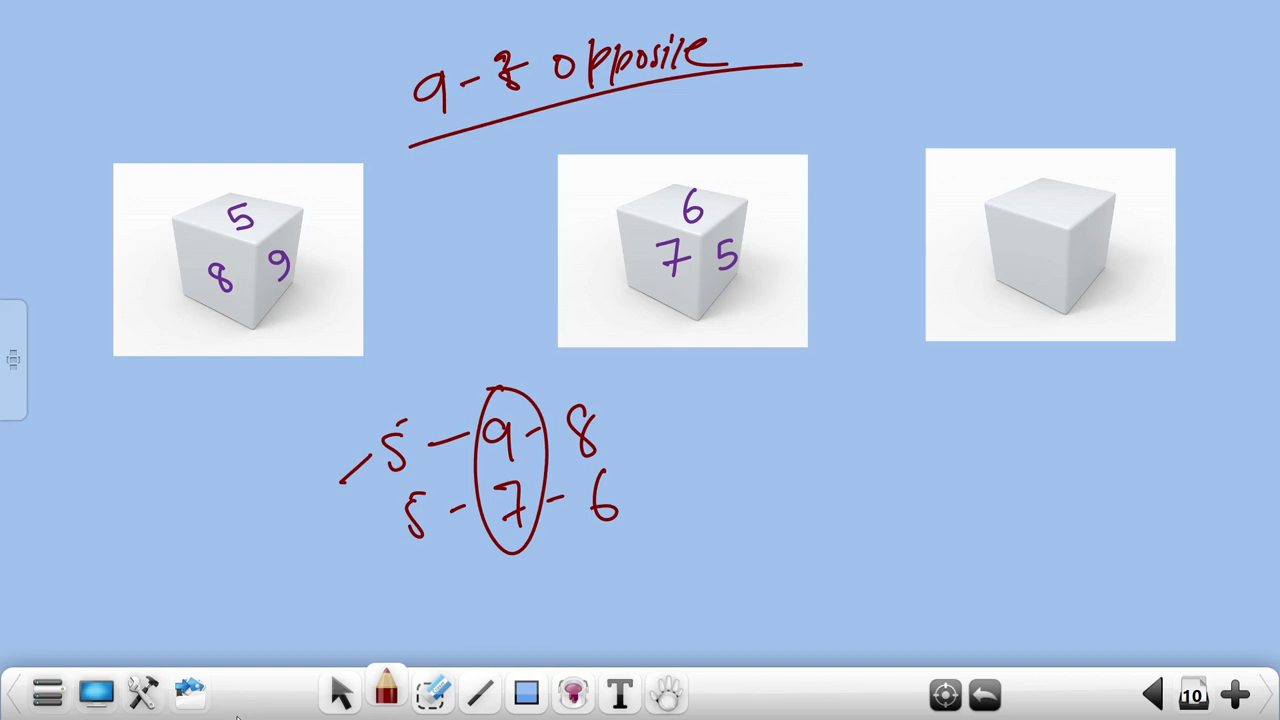 9 - 8 opposite
5
8 9
6
7 5
5 - 9 - 8
5 - 7 - 6
T
10